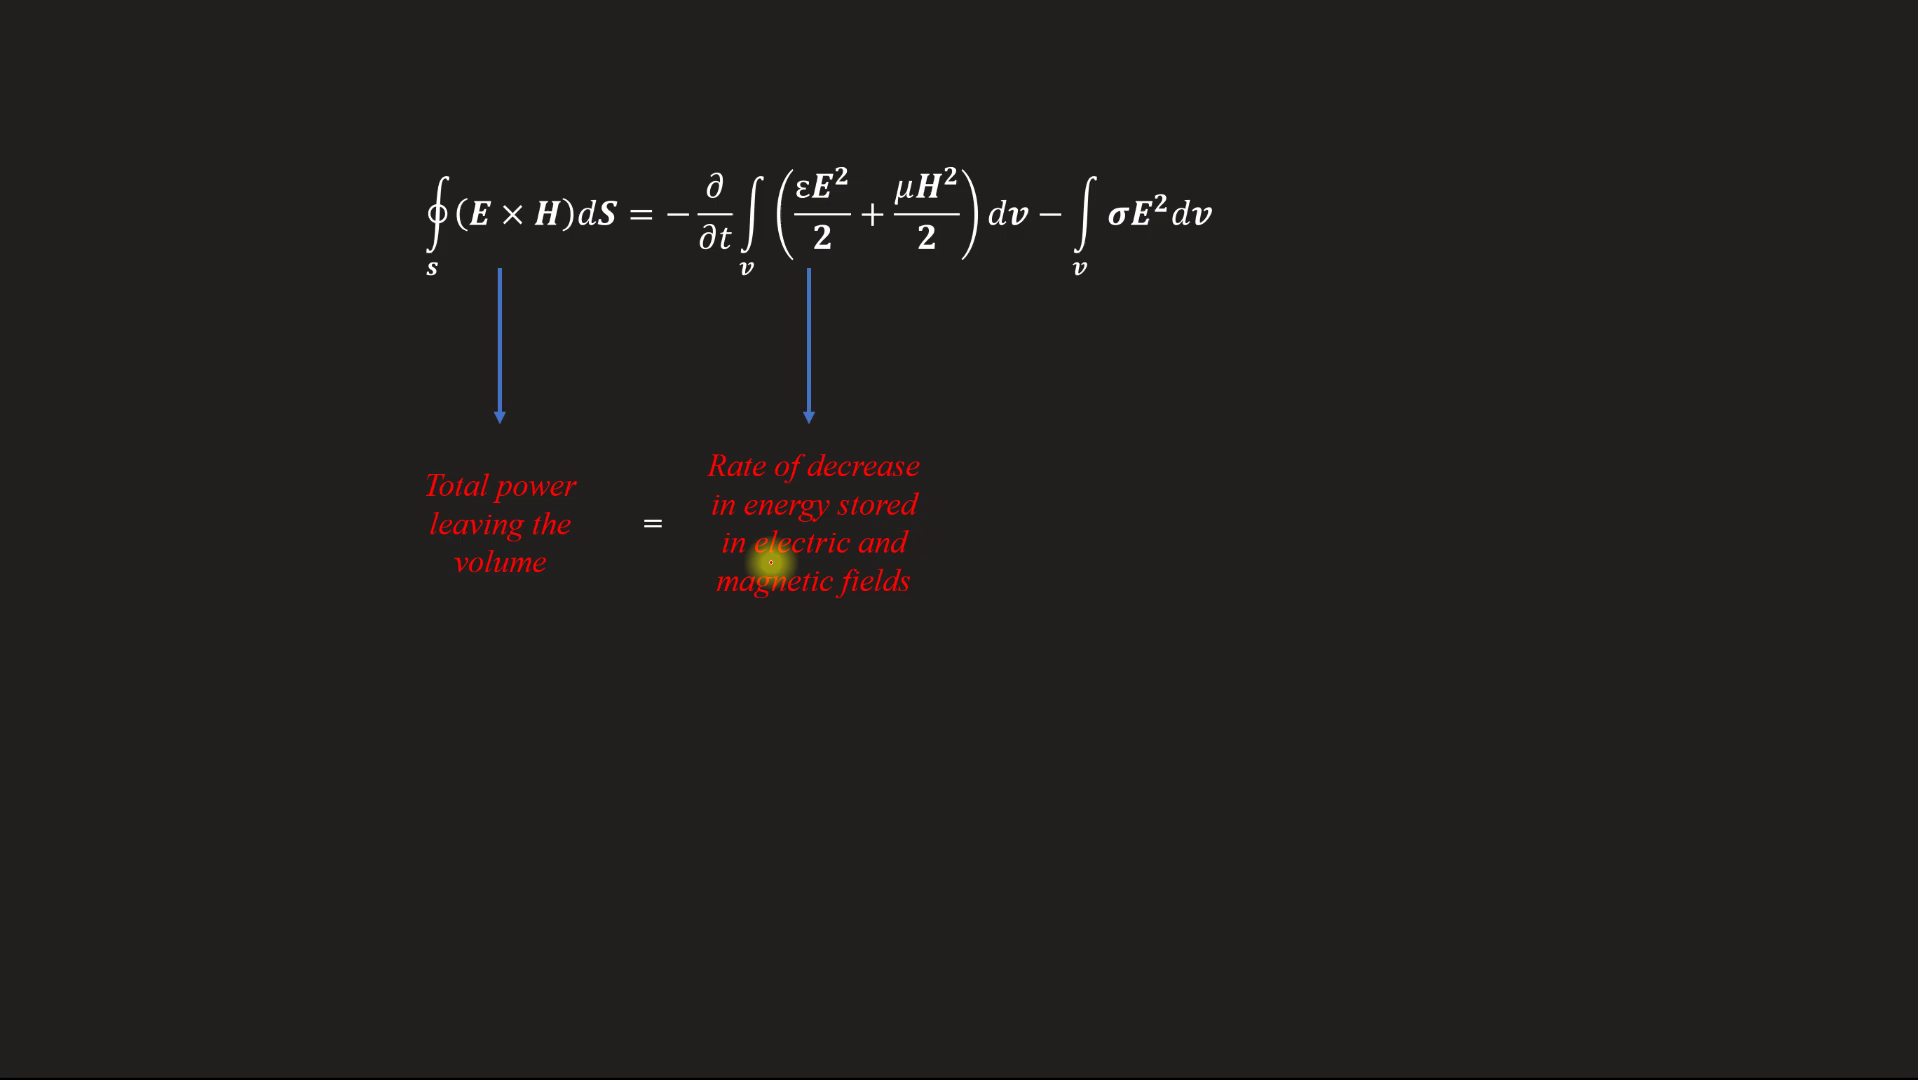 ∮ₛ (E × H)dS = − ∂/∂t ∫ᵥ (εE²/2 + μH²/2) dv − ∫ᵥ σE²dv
Total power
leaving the
volume
=
Rate of decrease
in energy stored
in electric and
magnetic fields